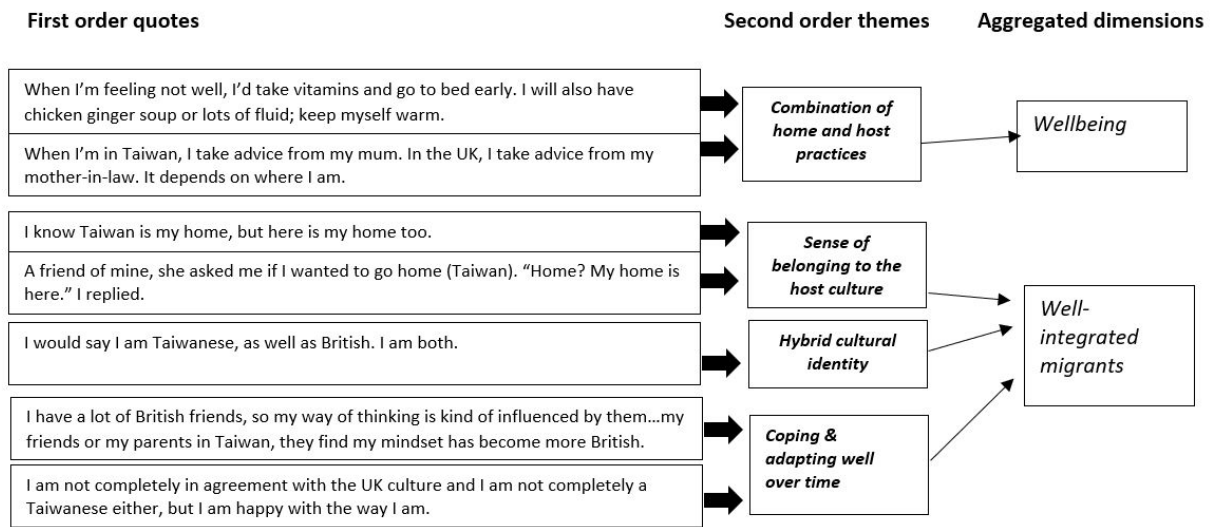 First order quotes
Second order themes
Aggregated dimensions
When I'm feeling not well, I'd take vitamins and go to bed early. I will also have
chicken ginger soup or lots of fluid; keep myself warm.
When I'm in Taiwan, I take advice from my mum. In the UK, I take advice from my
mother-in-law. It depends on where I am.
Combination of
home and host
practices
Wellbeing
I know Taiwan is my home, but here is my home too.
A friend of mine, she asked me if I wanted to go home (Taiwan). "Home? My home is
here." I replied.
Sense of
belonging to the
host culture
I would say I am Taiwanese, as well as British. I am both.
Hybrid cultural
identity
Well-
integrated
migrants
I have a lot of British friends, so my way of thinking is kind of influenced by them…my
friends or my parents in Taiwan, they find my mindset has become more British.
I am not completely in agreement with the UK culture and I am not completely a
Taiwanese either, but I am happy with the way I am.
Coping &
adapting well
over time